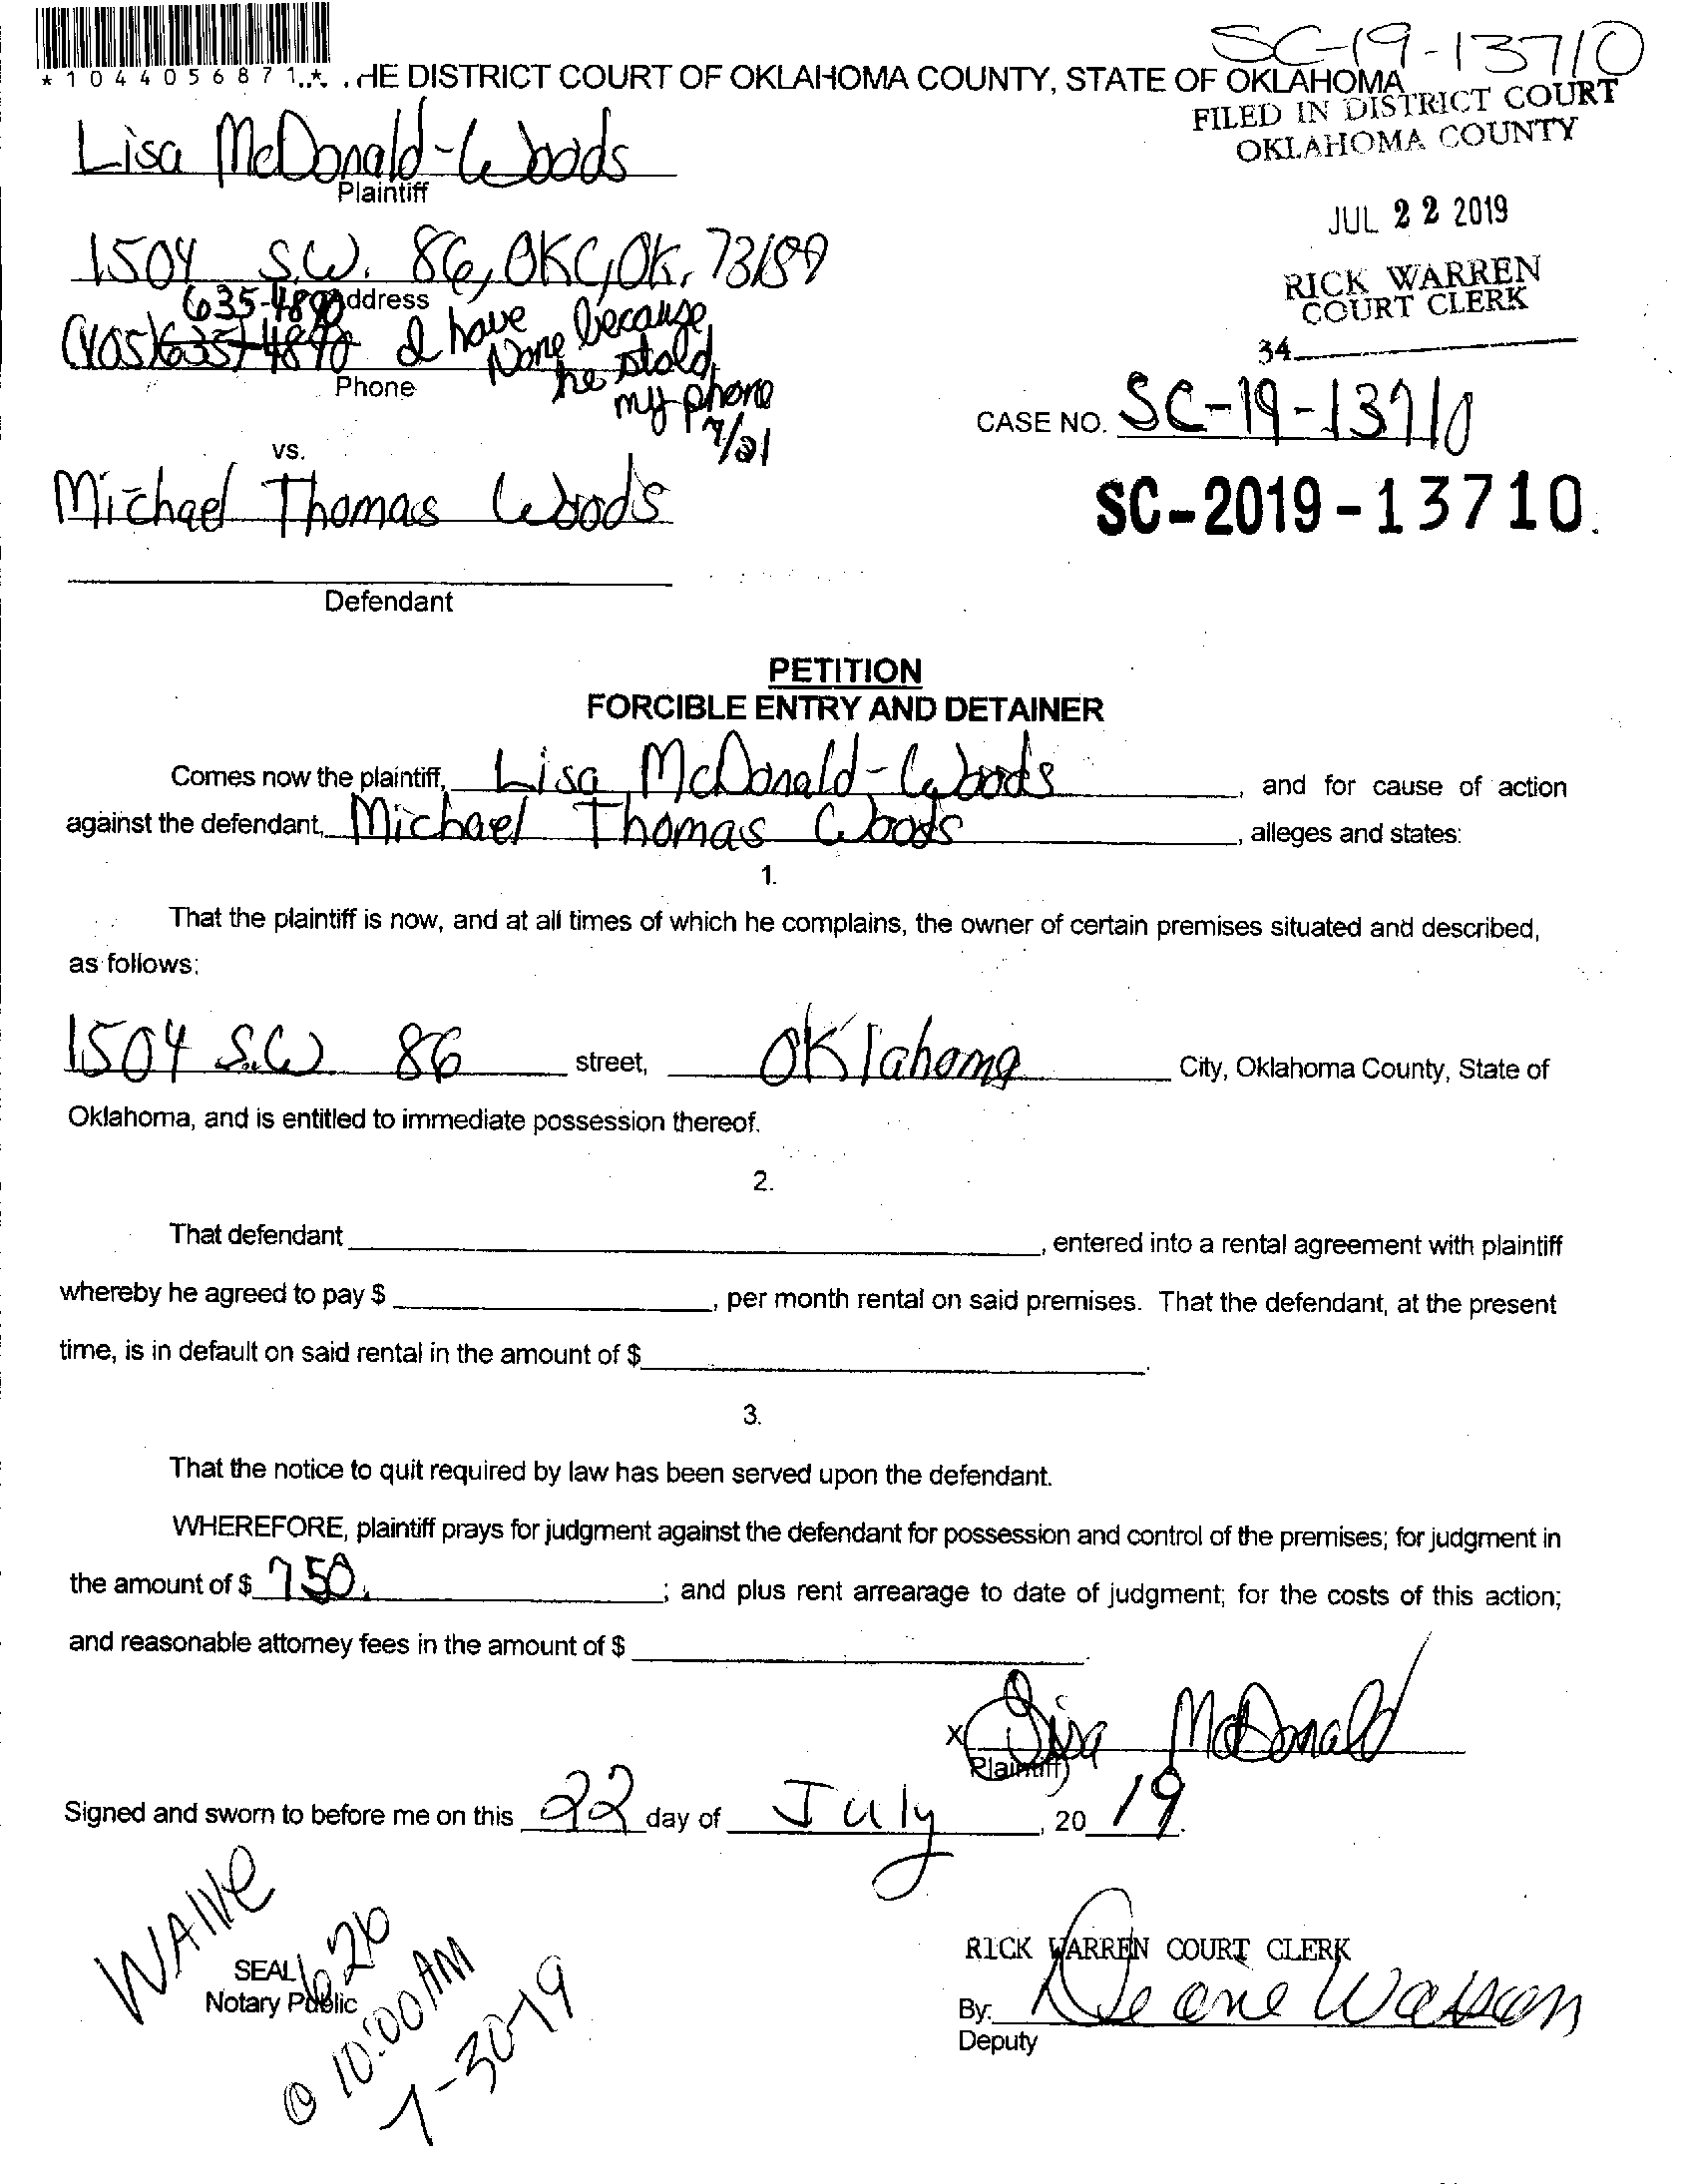 SC-19-13710
*1044056871* HE DISTRICT COURT OF OKLAHOMA COUNTY, STATE OF OKLAHOMA
FILED IN DISTRICT COURT
OKLAHOMA COUNTY
Lisa McDonald-Woods
Plaintiff
JUL 22 2019
1504 S.W. 86, OKC, OK. 73159
Address
RICK WARREN
COURT CLERK
34
635-4890
(405) 635-4890 I have None because he stold my phone 7/21
Phone
CASE NO. SC-19-13710
vs.
Michael Thomas Woods
SC-2019-13710
Defendant
PETITION
FORCIBLE ENTRY AND DETAINER
Comes now the plaintiff, Lisa McDonald-Woods, and for cause of action
against the defendant, Michael Thomas Woods, alleges and states:
1.
That the plaintiff is now, and at all times of which he complains, the owner of certain premises situated and described,
as follows:
1504 S.W. 86 street, Oklahoma City, Oklahoma County, State of
Oklahoma, and is entitled to immediate possession thereof.
2.
That defendant , entered into a rental agreement with plaintiff
whereby he agreed to pay $ , per month rental on said premises. That the defendant, at the present
time, is in default on said rental in the amount of $ .
3.
That the notice to quit required by law has been served upon the defendant.
WHEREFORE, plaintiff prays for judgment against the defendant for possession and control of the premises; for judgment in
the amount of $ 750. ; and plus rent arrearage to date of judgment; for the costs of this action;
and reasonable attorney fees in the amount of $ .
X Lisa McDonald
Plaintiff
Signed and sworn to before me on this 22 day of July, 20 19.
WAIVE
SEAL
Notary Public
626
@ 10:00 AM
7-30-19
RICK WARREN COURT CLERK
By: Deane Watson
Deputy